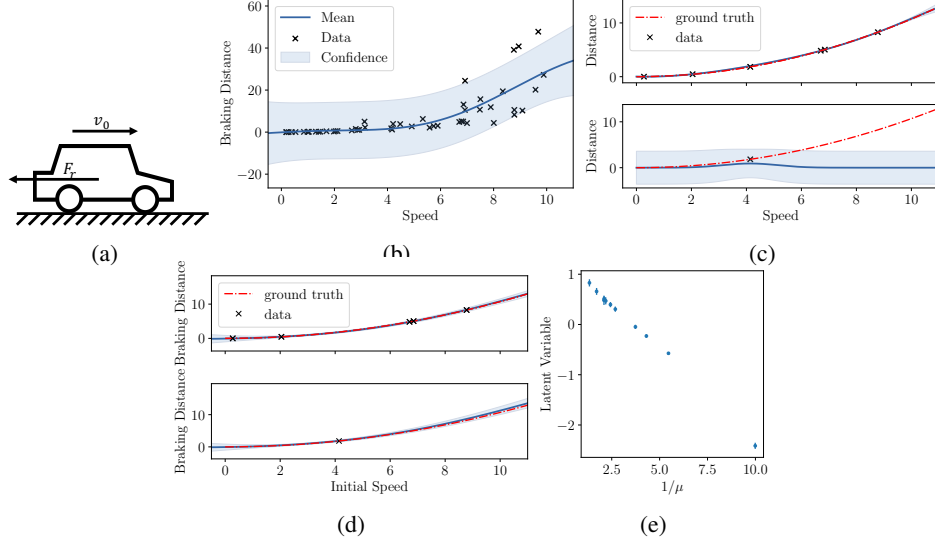 v₀
F_r
(a)
Mean
Data
Confidence
60
40
20
0
−20
Braking Distance
0 2 4 6 8 10
Speed
(b)
ground truth
data
10
5
0
Distance
10
5
0
Distance
0 2 4 6 8 10
Speed
(c)
ground truth
data
10
0
Braking Distance
10
0
Braking Distance
0 2 4 6 8 10
Initial Speed
(d)
1
0
−1
−2
Latent Variable
2.5 5.0 7.5 10.0
1/μ
(e)